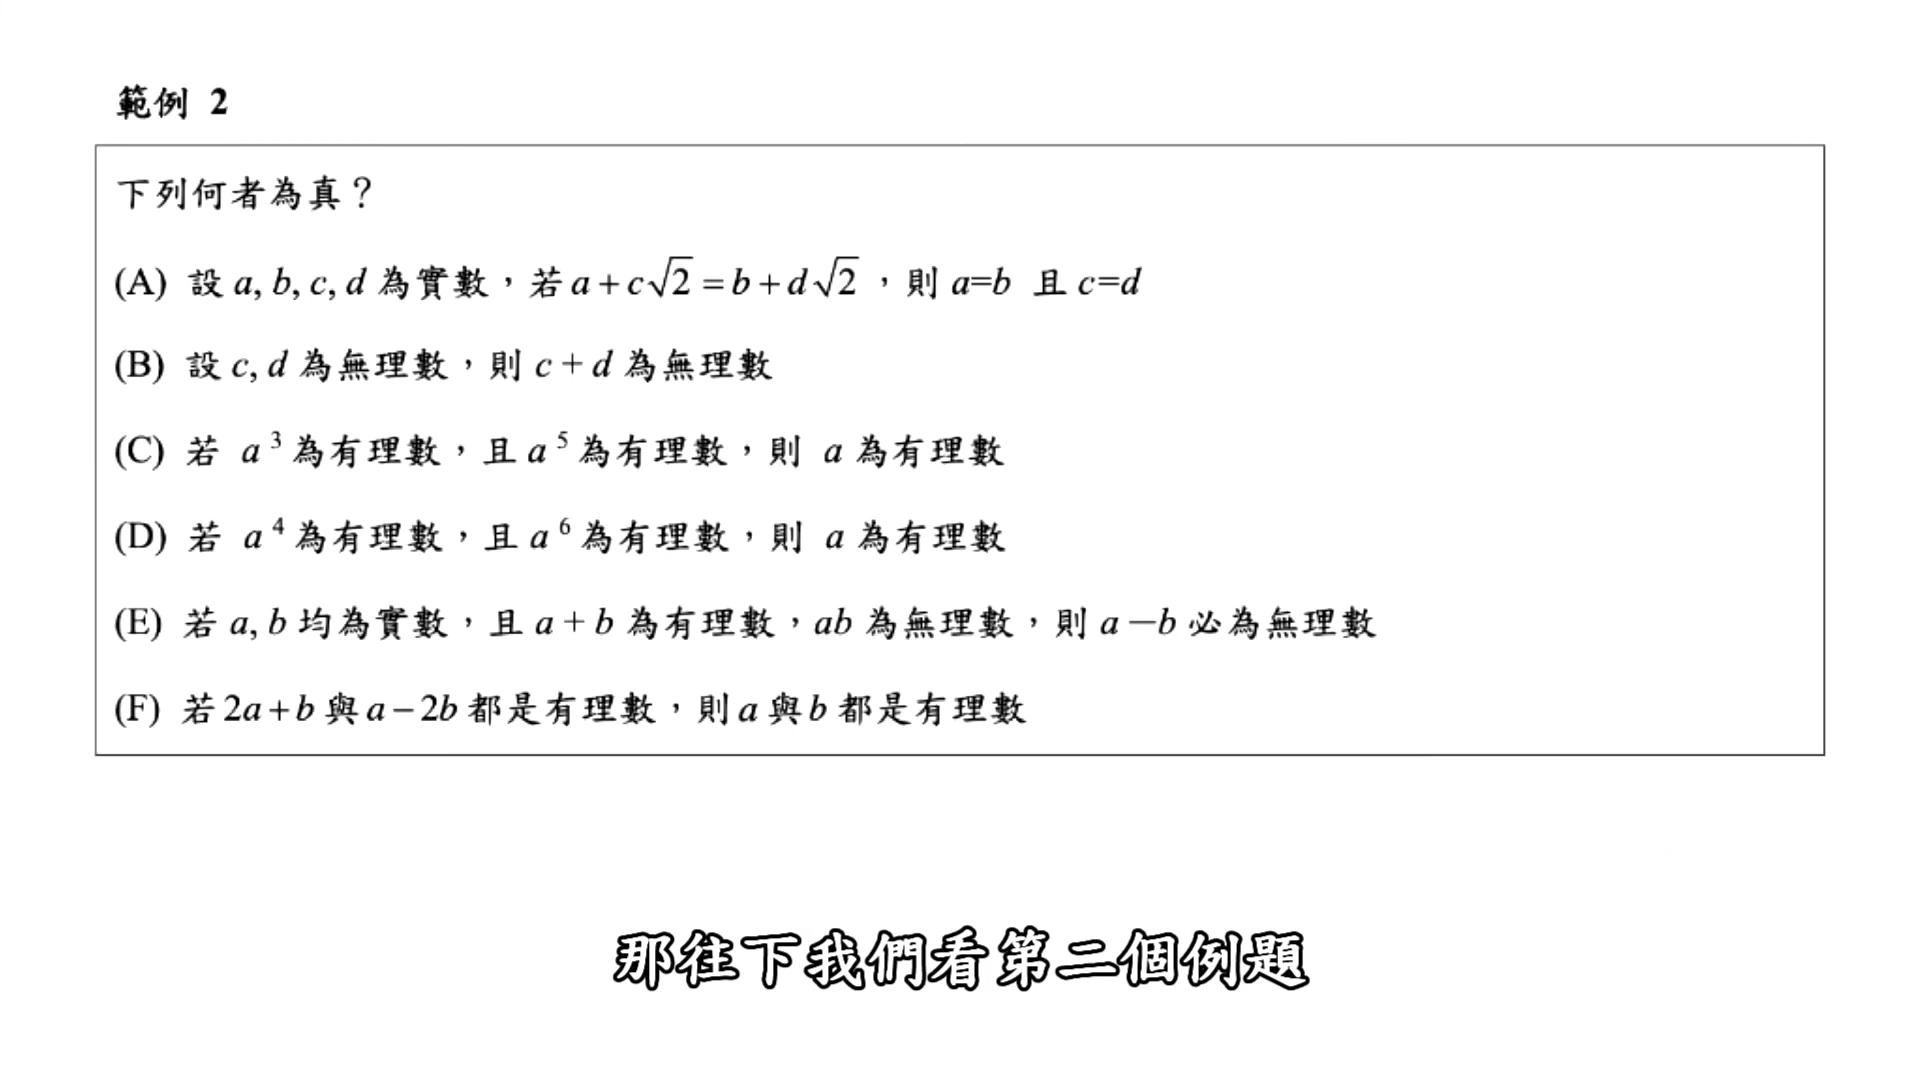 範例 2
下列何者為真？
(A) 設 a, b, c, d 為實數，若 a + c√2 = b + d√2 ，則 a=b 且 c=d
(B) 設 c, d 為無理數，則 c + d 為無理數
(C) 若 a³ 為有理數，且 a⁵ 為有理數，則 a 為有理數
(D) 若 a⁴ 為有理數，且 a⁶ 為有理數，則 a 為有理數
(E) 若 a, b 均為實數，且 a + b 為有理數，ab 為無理數，則 a －b 必為無理數
(F) 若 2a + b 與 a − 2b 都是有理數，則 a 與 b 都是有理數
那往下我們看第二個例題